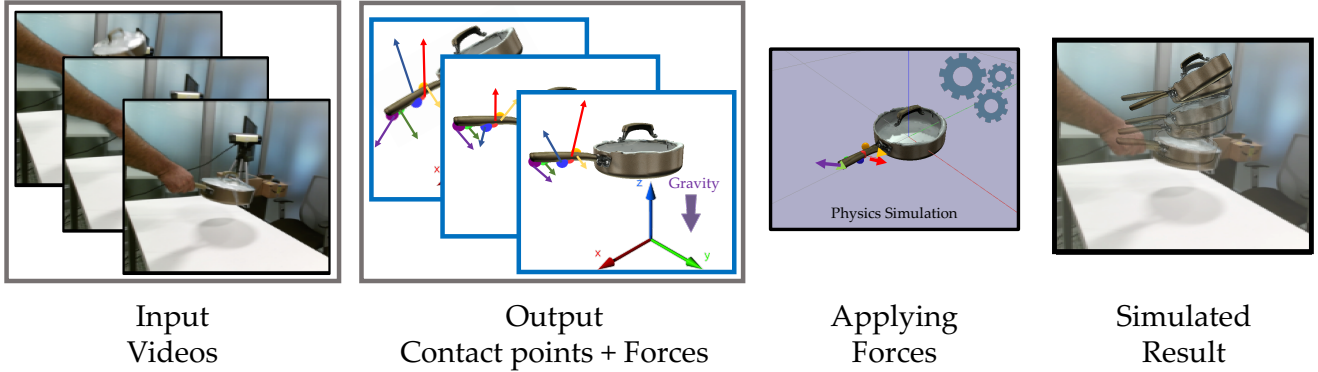 x
Gravity
z
x
y
Physics Simulation
Input
Videos
Output
Contact points + Forces
Applying
Forces
Simulated
Result